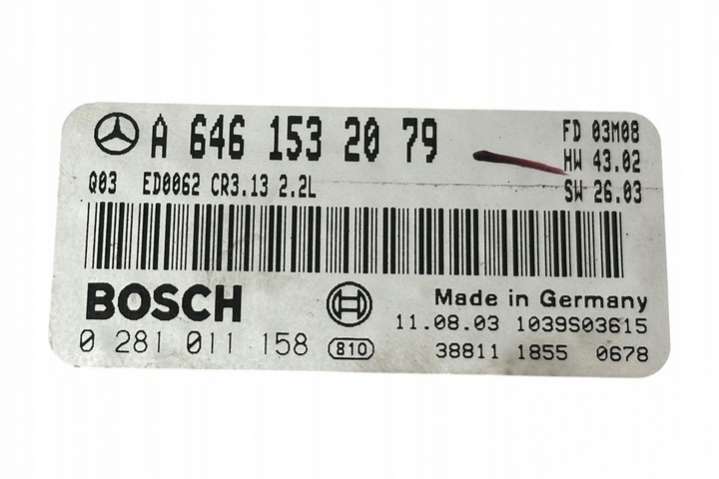 A 646 153 20 79
FD 03M08
HW 43.02
SW 26.03
Q03 ED0062 CR3.13 2.2L
BOSCH
Made in Germany
11.08.03 1039S03615
0 281 011 158 810
38811 1855 0678